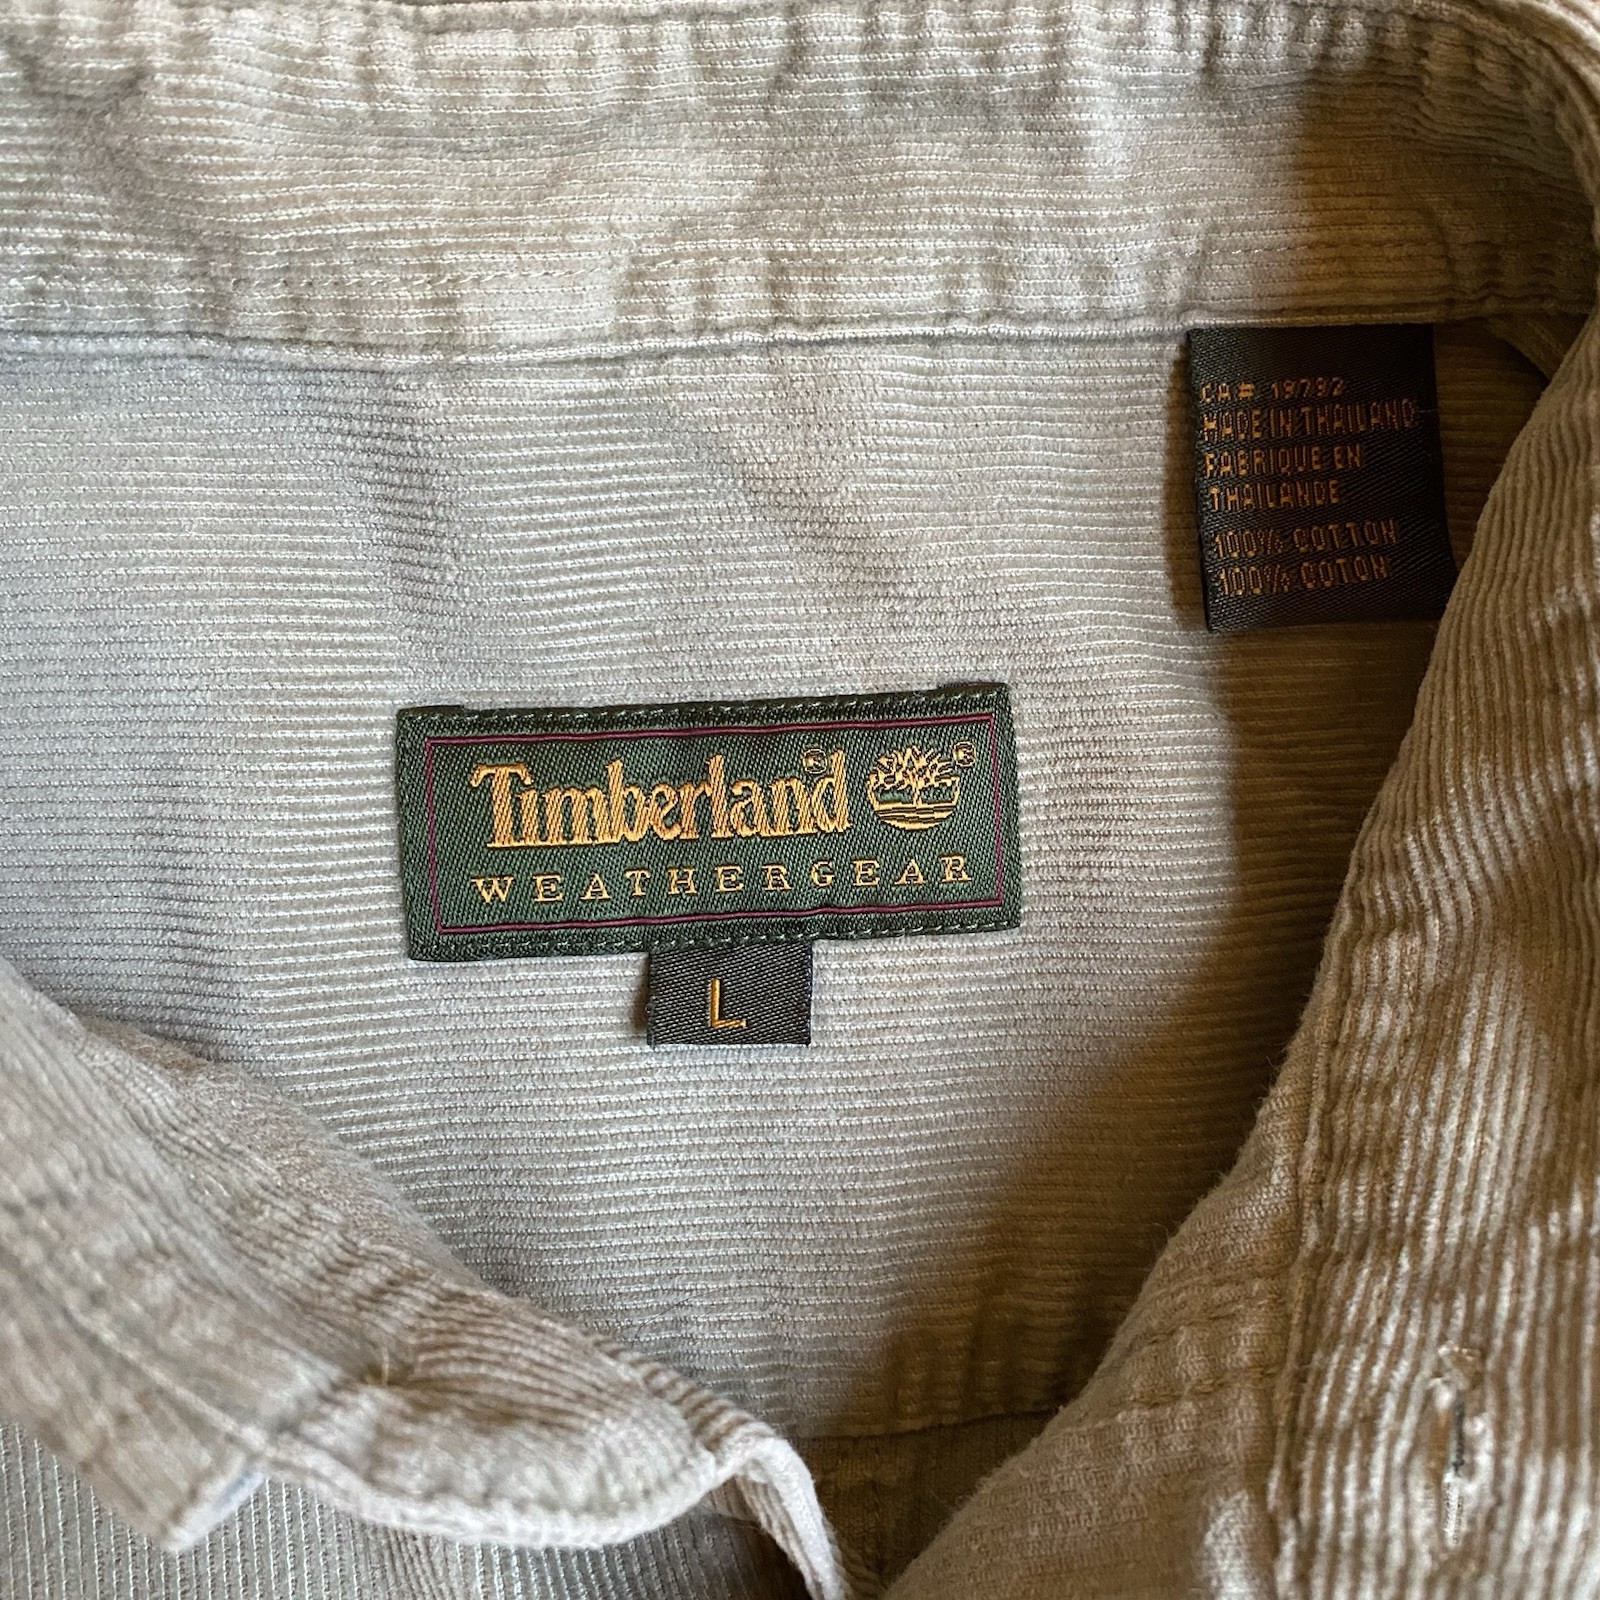 CA# 19792
MADE IN THAILAND
FABRIQUE EN
THAILANDE
100% COTTON
100% COTON
Timberland® ®
WEATHERGEAR
L